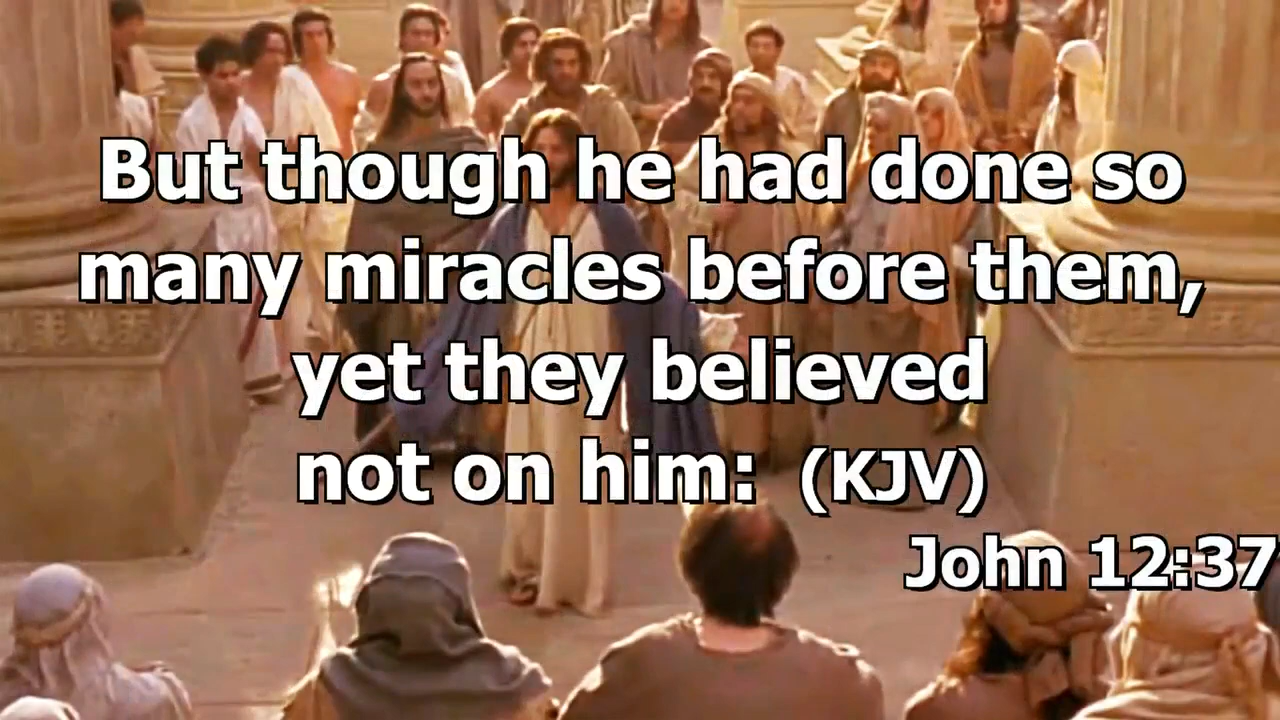 But though he had done so
many miracles before them,
yet they believed
not on him: (KJV)
John 12:37